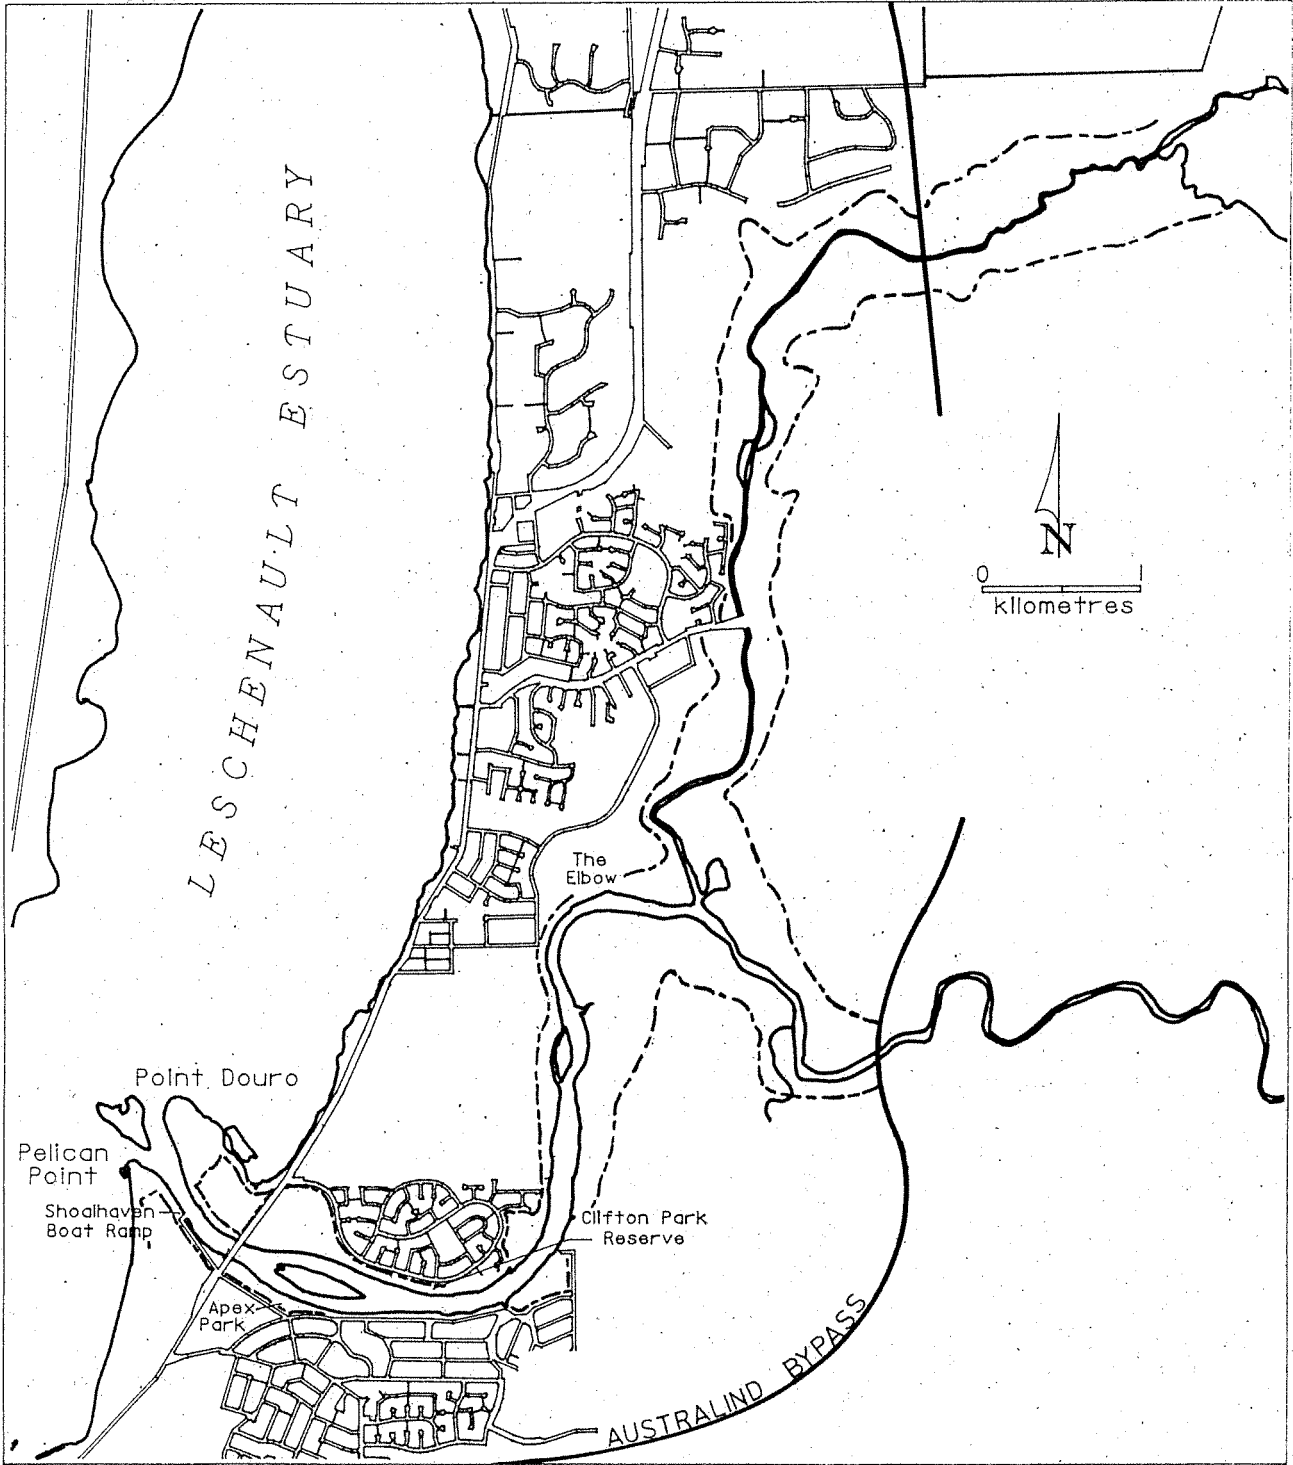 LESCHENAULT ESTUARY
N
0 1
kilometres
The
Elbow
Point Douro
Pelican
Point
Shoalhaven
Boat Ramp
Clifton Park
Reserve
Apex
Park
AUSTRALIND BYPASS